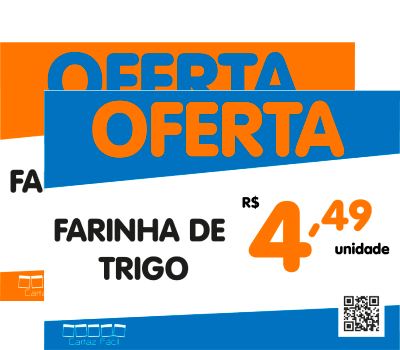 OFERTA
FA
OFERTA
R$ 4,49
unidade
FARINHA DE
TRIGO
Cartaz Fácil